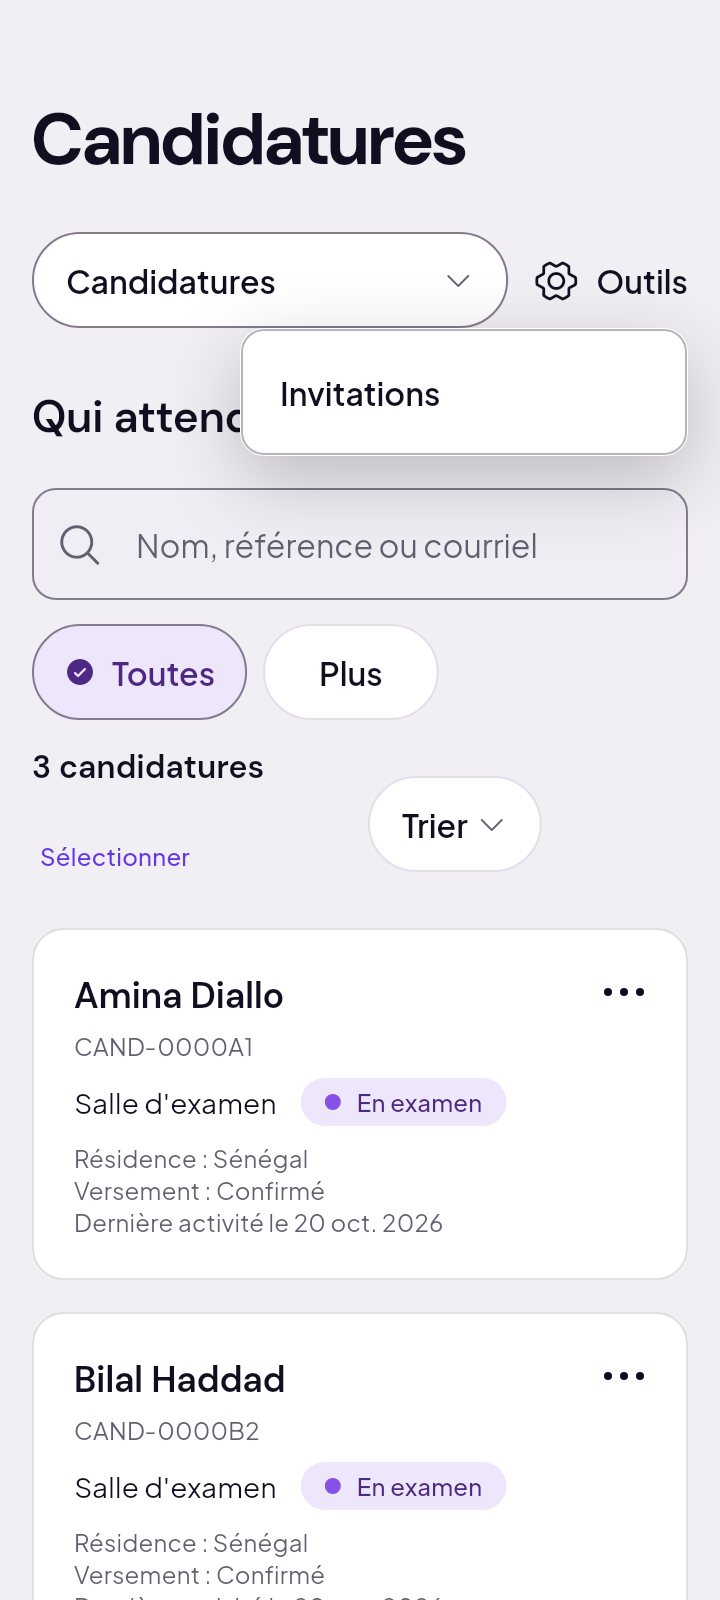 Candidatures
Candidatures
Outils
Invitations
Qui
Nom, référence ou courriel
Toutes
Plus
3 candidatures
Trier
Sélectionner
Amina Diallo
CAND-0000A1
Salle d'examen
En examen
Résidence : Sénégal
Versement : Confirmé
Dernière activité le 20 oct. 2026
Bilal Haddad
CAND-0000B2
Salle d'examen
En examen
Résidence : Sénégal
Versement : Confirmé